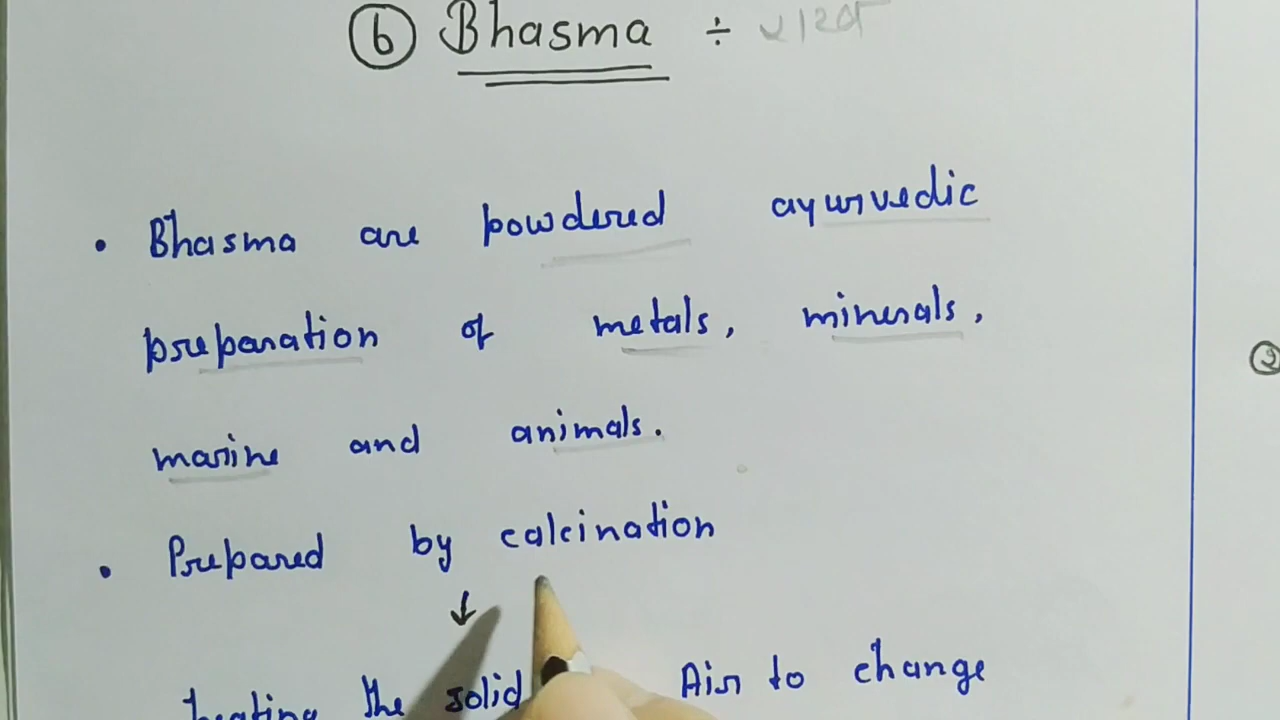 6 Bhasma ÷
• Bhasma are powdered ayurvedic
preparation of metals, minerals,
marine and animals.
• Prepared by calcination
↓
heating the solid Air to change